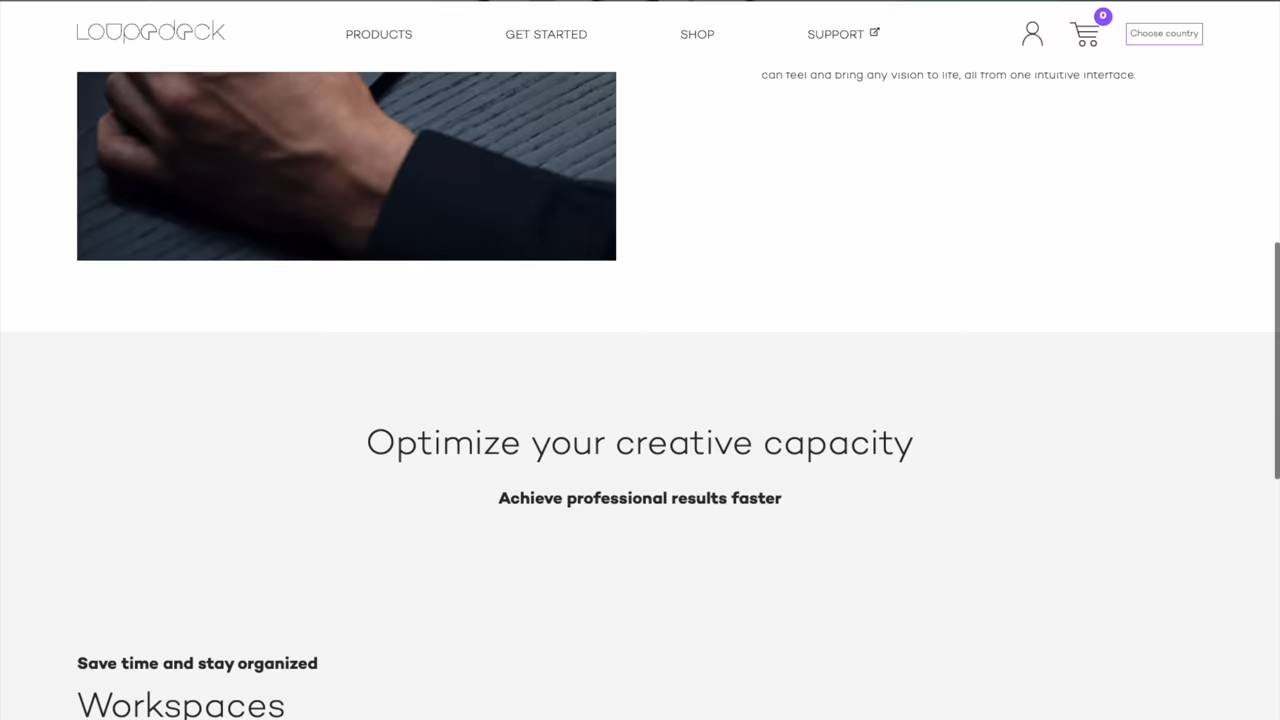 Loupedeck
PRODUCTS
GET STARTED
SHOP
SUPPORT
0
Choose country
can feel and bring any vision to life, all from one intuitive interface.
Optimize your creative capacity
Achieve professional results faster
Save time and stay organized
Workspaces